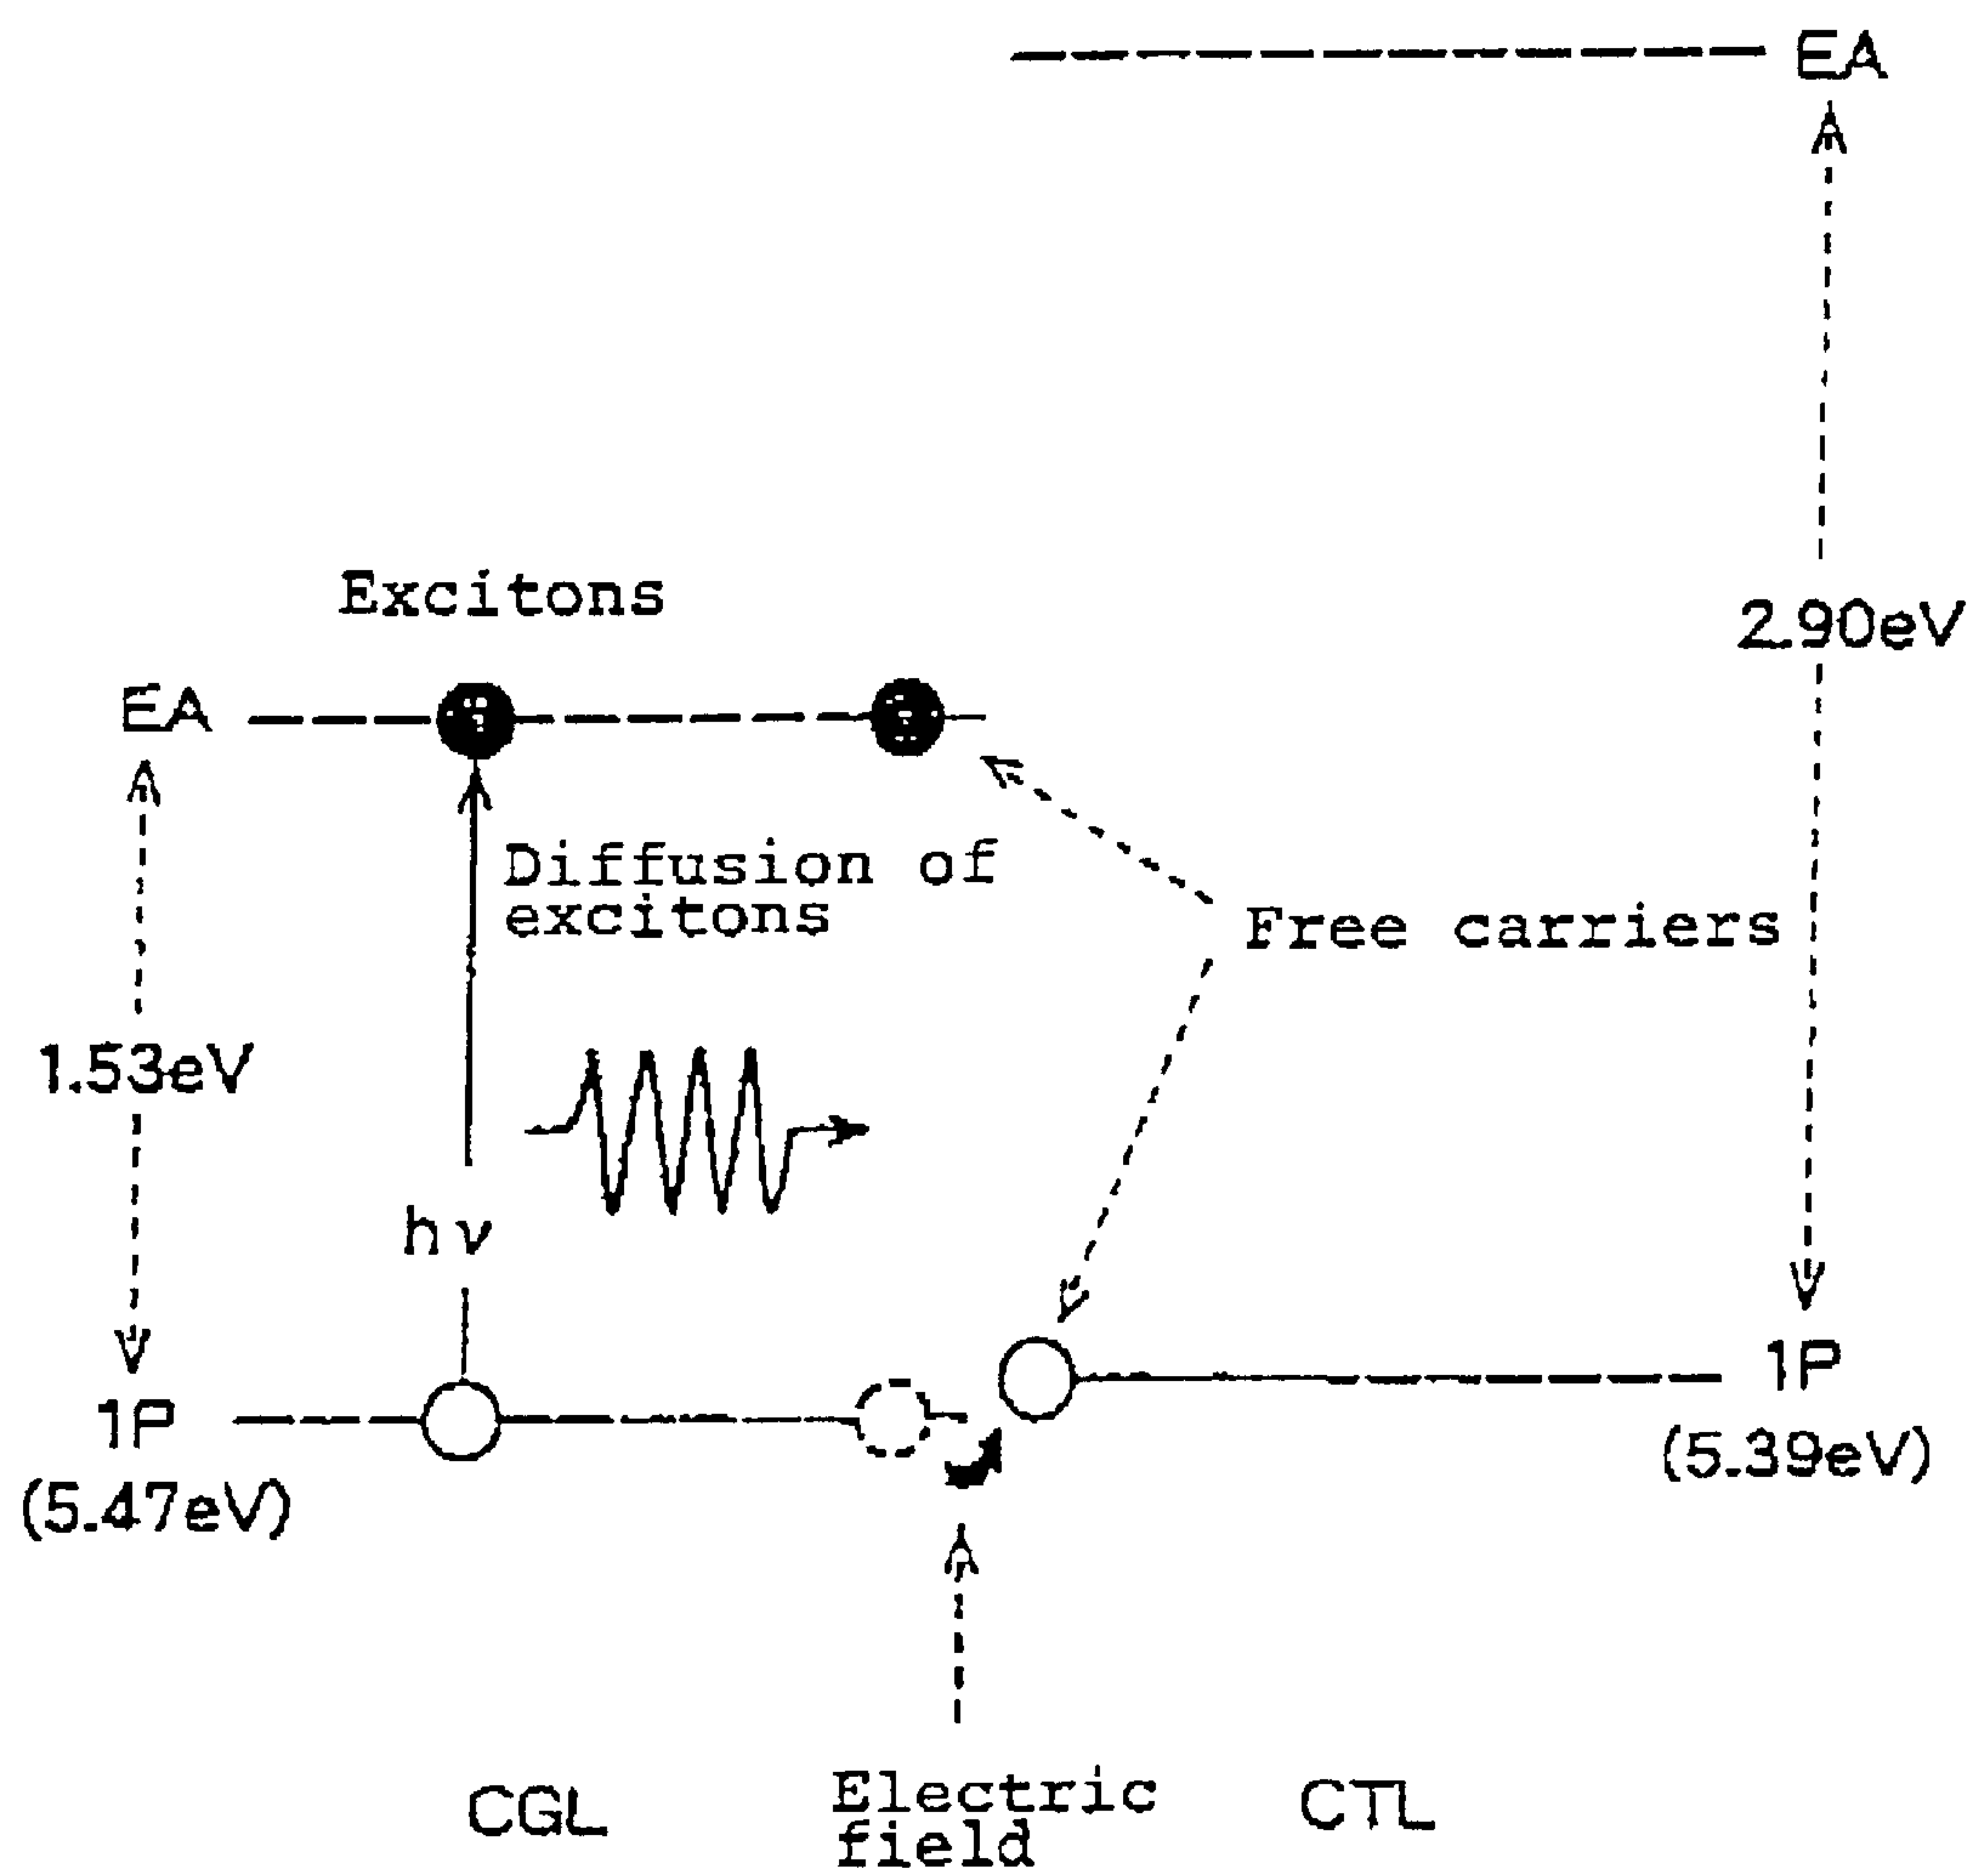 EA
Excitons
2.90eV
EA
Diffusion of
excitons
Free carriers
1.53eV
hν
1P
1P
(5.39eV)
(5.47eV)
Electric
field
CGL
CTL